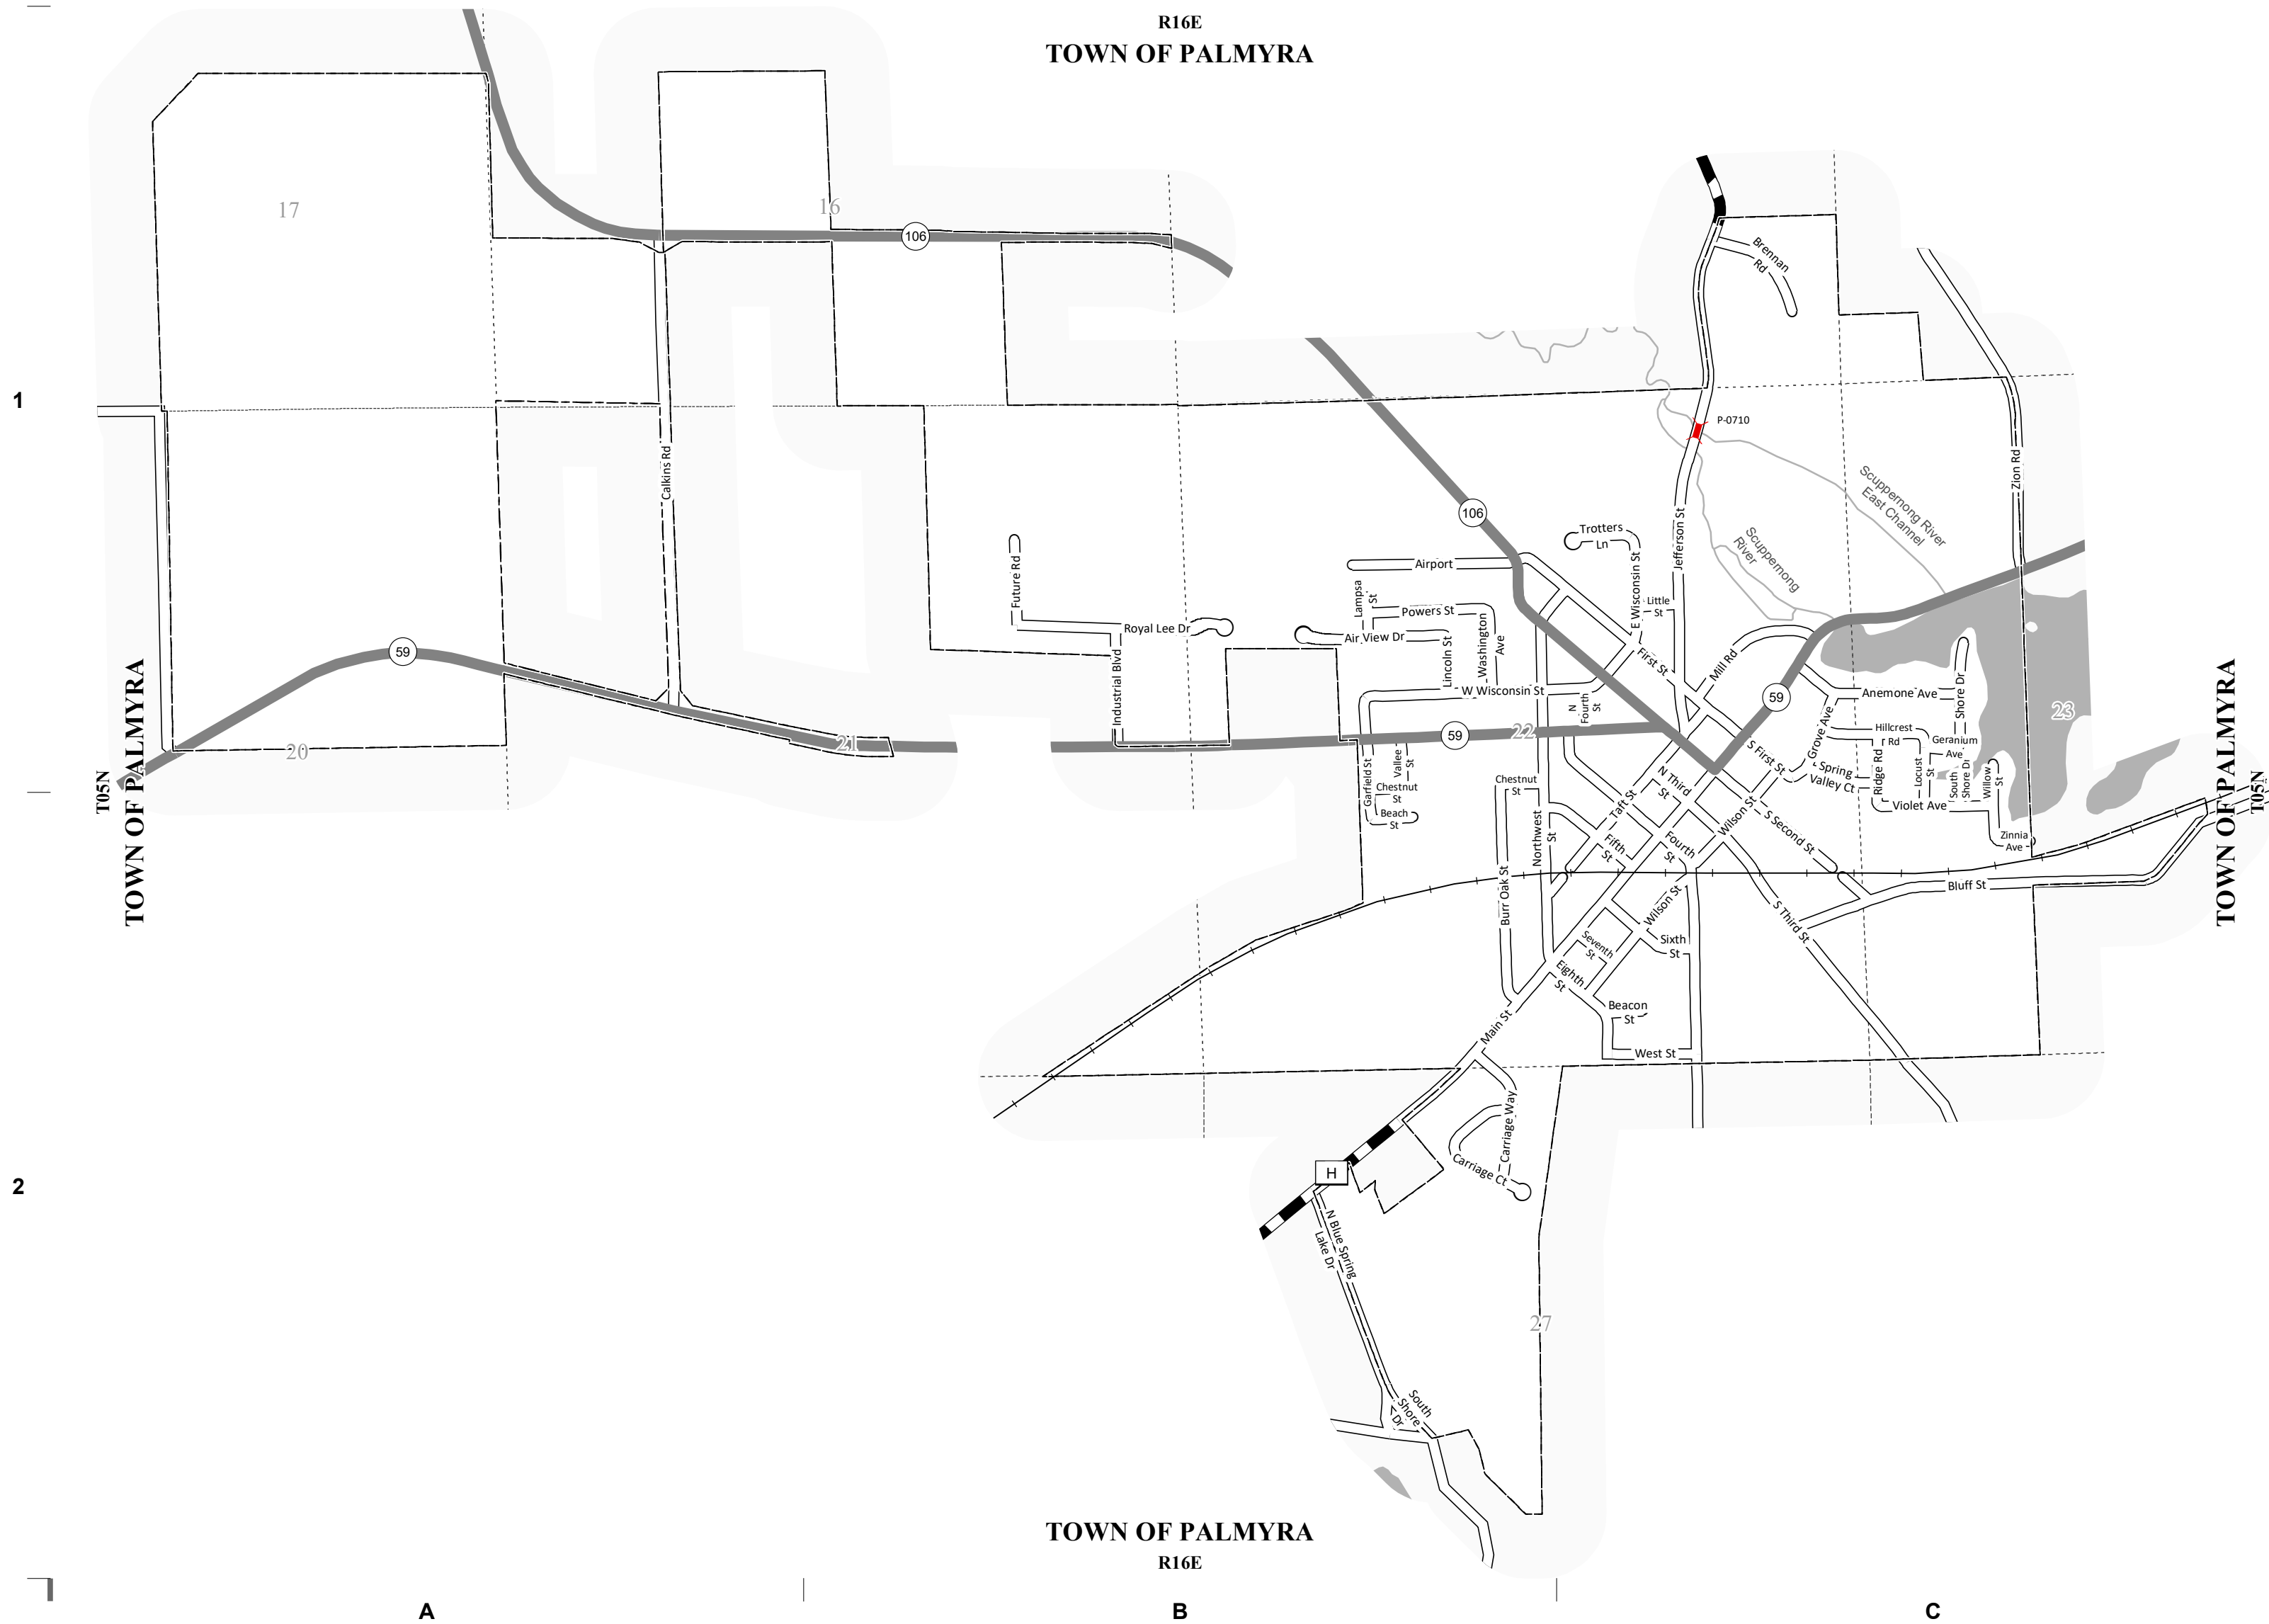 R16E
TOWN OF PALMYRA
17
16
106
Brennan
Rd
1
P-0710
Calkins Rd
Zion Rd
Scuppernong River
East Channel
106
Trotters
Ln
Jefferson St
Scuppernong
River
Future Rd
Airport
E Wisconsin St
Lampsa
St
Little
St
Powers St
Royal Lee Dr
Air View Dr
Washington
Ave
Lincoln St
59
First St
Mill Rd
Industrial Blvd
W Wisconsin St
59
Anemone Ave
Shore Dr
N
Fourth
St
23
TOWN OF PALMYRA
T05N
20
21
59
22
Hillcrest
Rd
Geranium
Ave
Grove Ave
S First St
TOWN OF PALMYRA
T05N
Garfield St
Vallee
St
Chestnut
St
Chestnut
St
N Third
St
Spring
Valley Ct
Ridge Rd
Locust
St
South
Shore Dr
Willow
St
Beach
St
Taft St
Violet Ave
Northwest
St
Wilson St
S Second St
Fifth
St
Fourth
St
Zinnia
Ave
Burr Oak St
Bluff St
Wilson St
S Third St
Seventh
St
Sixth
St
Eighth
St
Beacon
St
Main St
West St
Carriage Way
Carriage Ct
2
H
N Blue Spring
Lake Dr
27
South
Shore
Dr
TOWN OF PALMYRA
R16E
A
B
C